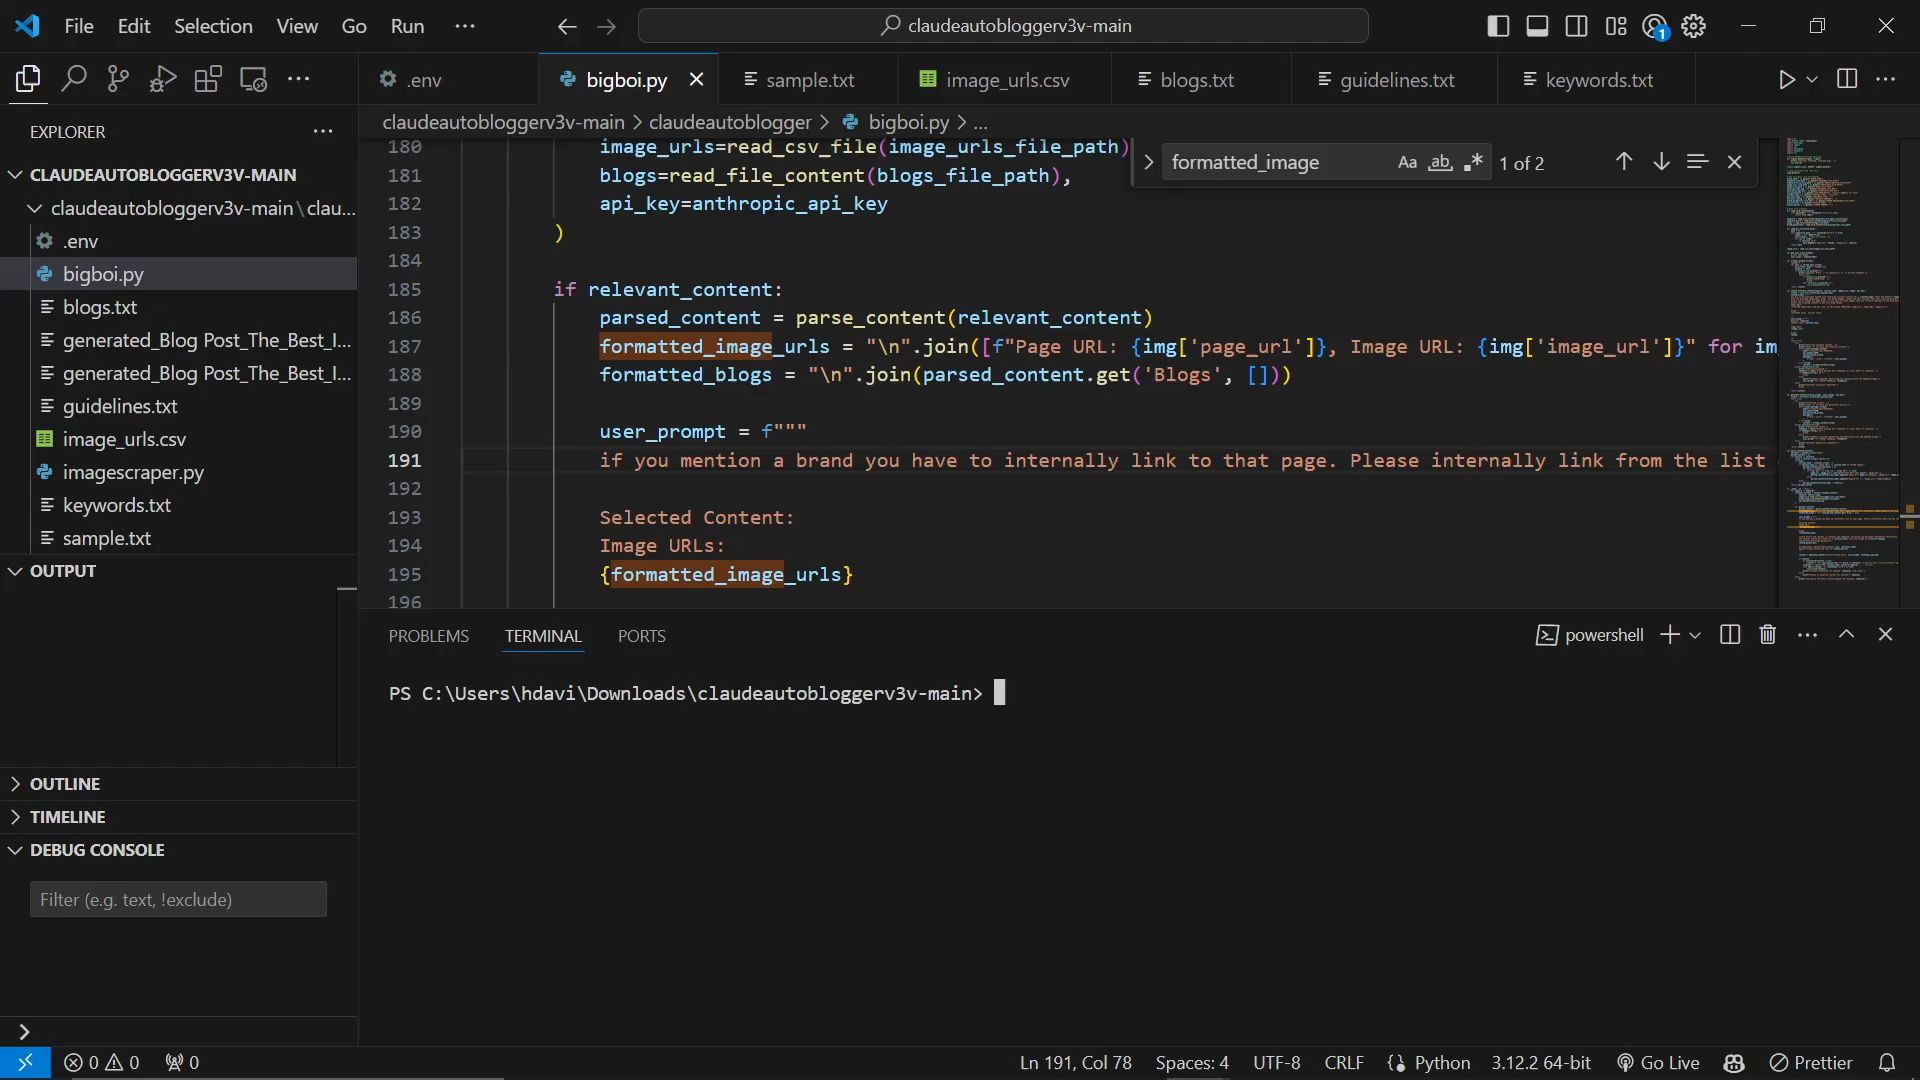 File Edit Selection View Go Run ···
claudeautobloggerv3v-main
1
.env
bigboi.py
sample.txt
image_urls.csv
blogs.txt
guidelines.txt
keywords.txt
EXPLORER
CLAUDEAUTOBLOGGERV3V-MAIN
claudeautobloggerv3v-main\clau...
.env
bigboi.py
blogs.txt
generated_Blog Post_The_Best_I...
generated_Blog Post_The_Best_I...
guidelines.txt
image_urls.csv
imagescraper.py
keywords.txt
sample.txt
OUTPUT
OUTLINE
TIMELINE
DEBUG CONSOLE
Filter (e.g. text, !exclude)
claudeautobloggerv3v-main > claudeautoblogger > bigboi.py > ...
formatted_image Aa ab 1 of 2
180 image_urls=read_csv_file(image_urls_file_path)
181 blogs=read_file_content(blogs_file_path),
182 api_key=anthropic_api_key
183 )
184
185 if relevant_content:
186 parsed_content = parse_content(relevant_content)
187 formatted_image_urls = "\n".join([f"Page URL: {img['page_url']}, Image URL: {img['image_url']}" for im
188 formatted_blogs = "\n".join(parsed_content.get('Blogs', []))
189
190 user_prompt = f"""
191 if you mention a brand you have to internally link to that page. Please internally link from the list
192
193 Selected Content:
194 Image URLs:
195 {formatted_image_urls}
196
PROBLEMS TERMINAL PORTS
powershell
PS C:\Users\hdavi\Downloads\claudeautobloggerv3v-main>
0 0 0
Ln 191, Col 78 Spaces: 4 UTF-8 CRLF Python 3.12.2 64-bit Go Live Prettier